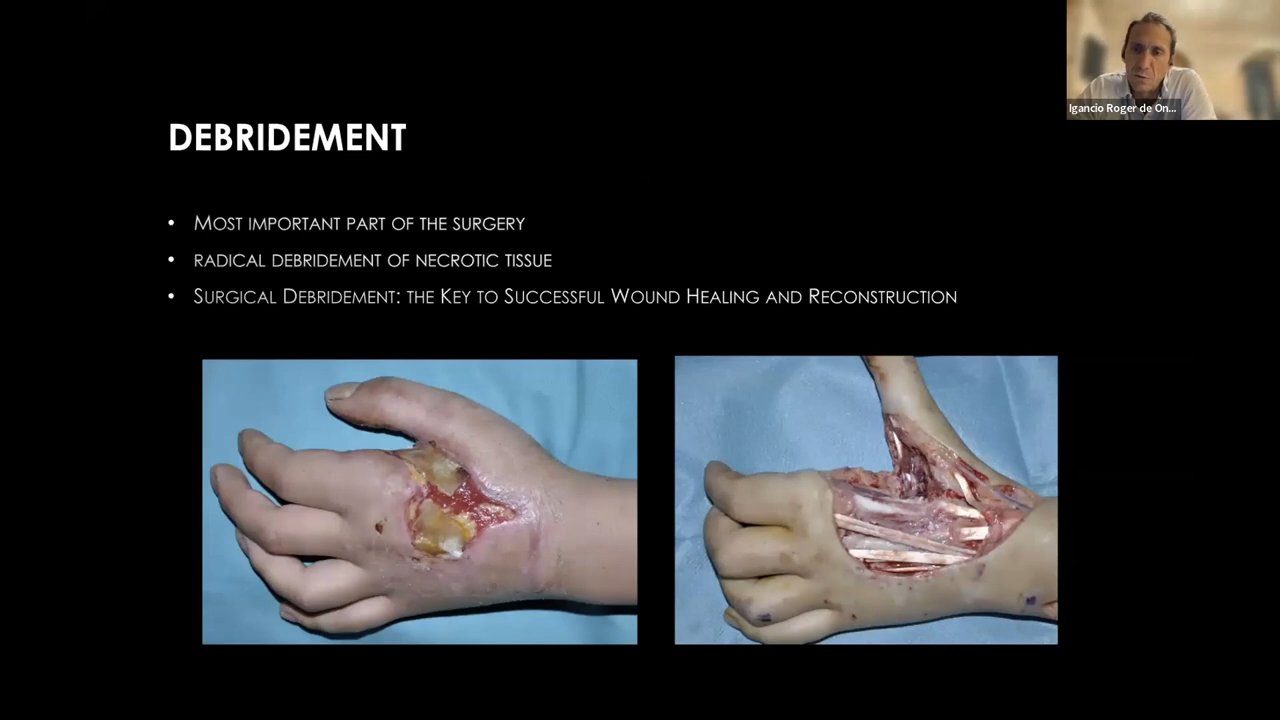 DEBRIDEMENT
• MOST IMPORTANT PART OF THE SURGERY
• RADICAL DEBRIDEMENT OF NECROTIC TISSUE
• SURGICAL DEBRIDEMENT: THE KEY TO SUCCESSFUL WOUND HEALING AND RECONSTRUCTION
Igancio Roger de On...